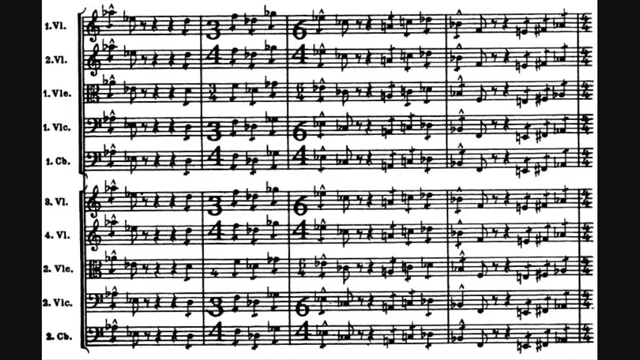 1. Vl.
2. Vl.
1. Vle.
1. Vlc.
1. Cb.
3. Vl.
4. Vl.
2. Vle.
2. Vlc.
2. Cb.